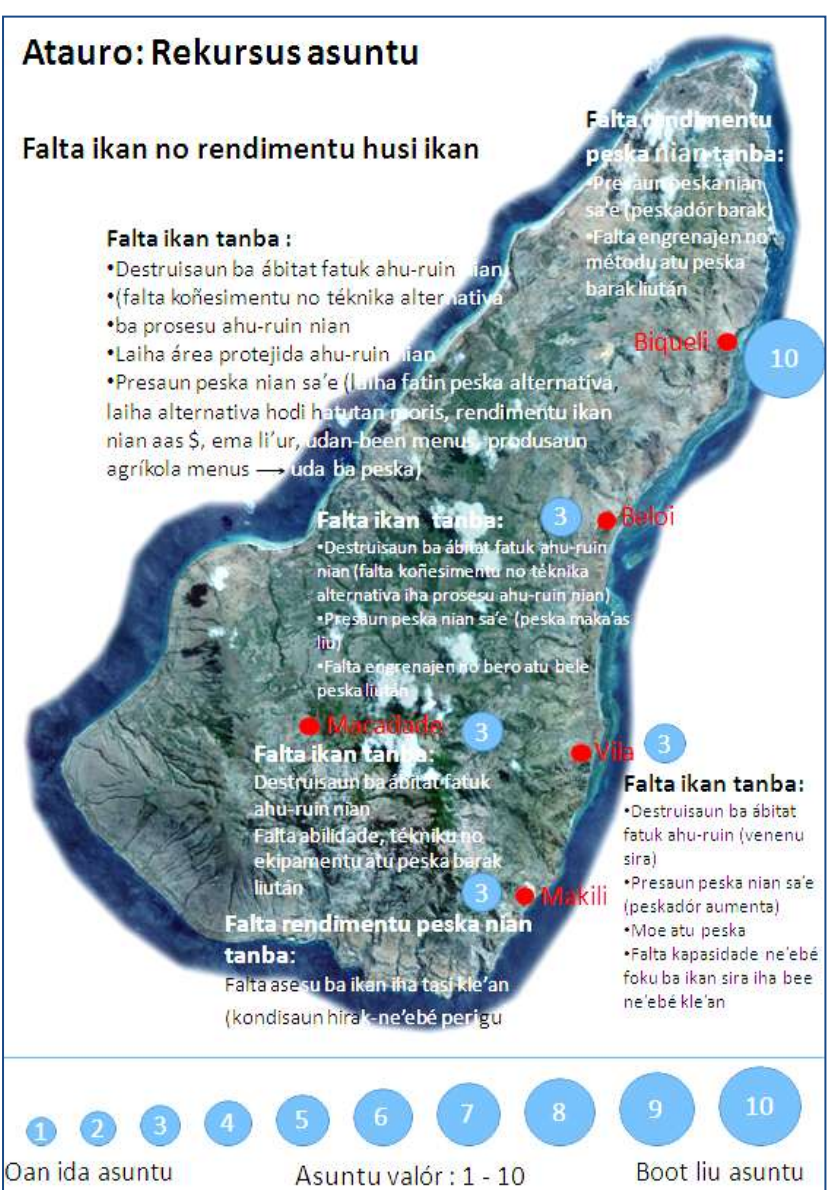 Ataúro: Rekursus asuntu
Falta ikan no rendimentu husi ikan
Falta rendimentu
peska nian tanba:
•Presaun peska nian
sa'e (peskadór barak)
•Falta engrenajen no
métodu atu peska
barak liután
Falta ikan tanba :
•Destruisaun ba ábitat fatuk ahu-ruin nian
•(falta koñesimentu no téknika alternativa
•ba prosesu ahu-ruin nian
•Laiha área protejida ahu-ruin nian
•Presaun peska nian sa'e (laiha fatin peska alternativa,
laiha alternativa hodi hatutan moris, rendimentu ikan
nian aas $, ema li'ur, udan-been menus, produsaun
agríkola menus → uda ba peska)
Biqueli
10
Falta ikan tanba:
3
Beloi
•Destruisaun ba ábitat fatuk ahu-ruin
nian (falta koñesimentu no téknika
alternativa iha prosesu ahu-ruin nian)
•Presaun peska nian sa'e (peska maka'as
liu)
•Falta engrenajen no bero atu bele
peska liután
Macadade
3
Falta ikan tanba:
Destruisaun ba ábitat fatuk
ahu-ruin nian
Falta abilidade, tékniku no
ekipamentu atu peska barak
liután
Vila
3
Falta ikan tanba:
•Destruisaun ba ábitat
fatuk ahu-ruin (venenu
sira)
•Presaun peska nian sa'e
(peskadór aumenta)
•Moe atu peska
•Falta kapasidade ne'ebé
foku ba ikan sira iha bee
ne'ebé kle'an
3
Makili
Falta rendimentu peska nian
tanba:
Falta asesu ba ikan iha tasi kle'an
(kondisaun hirak-ne'ebé perigu
1 2 3 4 5 6 7 8 9 10
Oan ida asuntu
Asuntu valór : 1 - 10
Boot liu asuntu